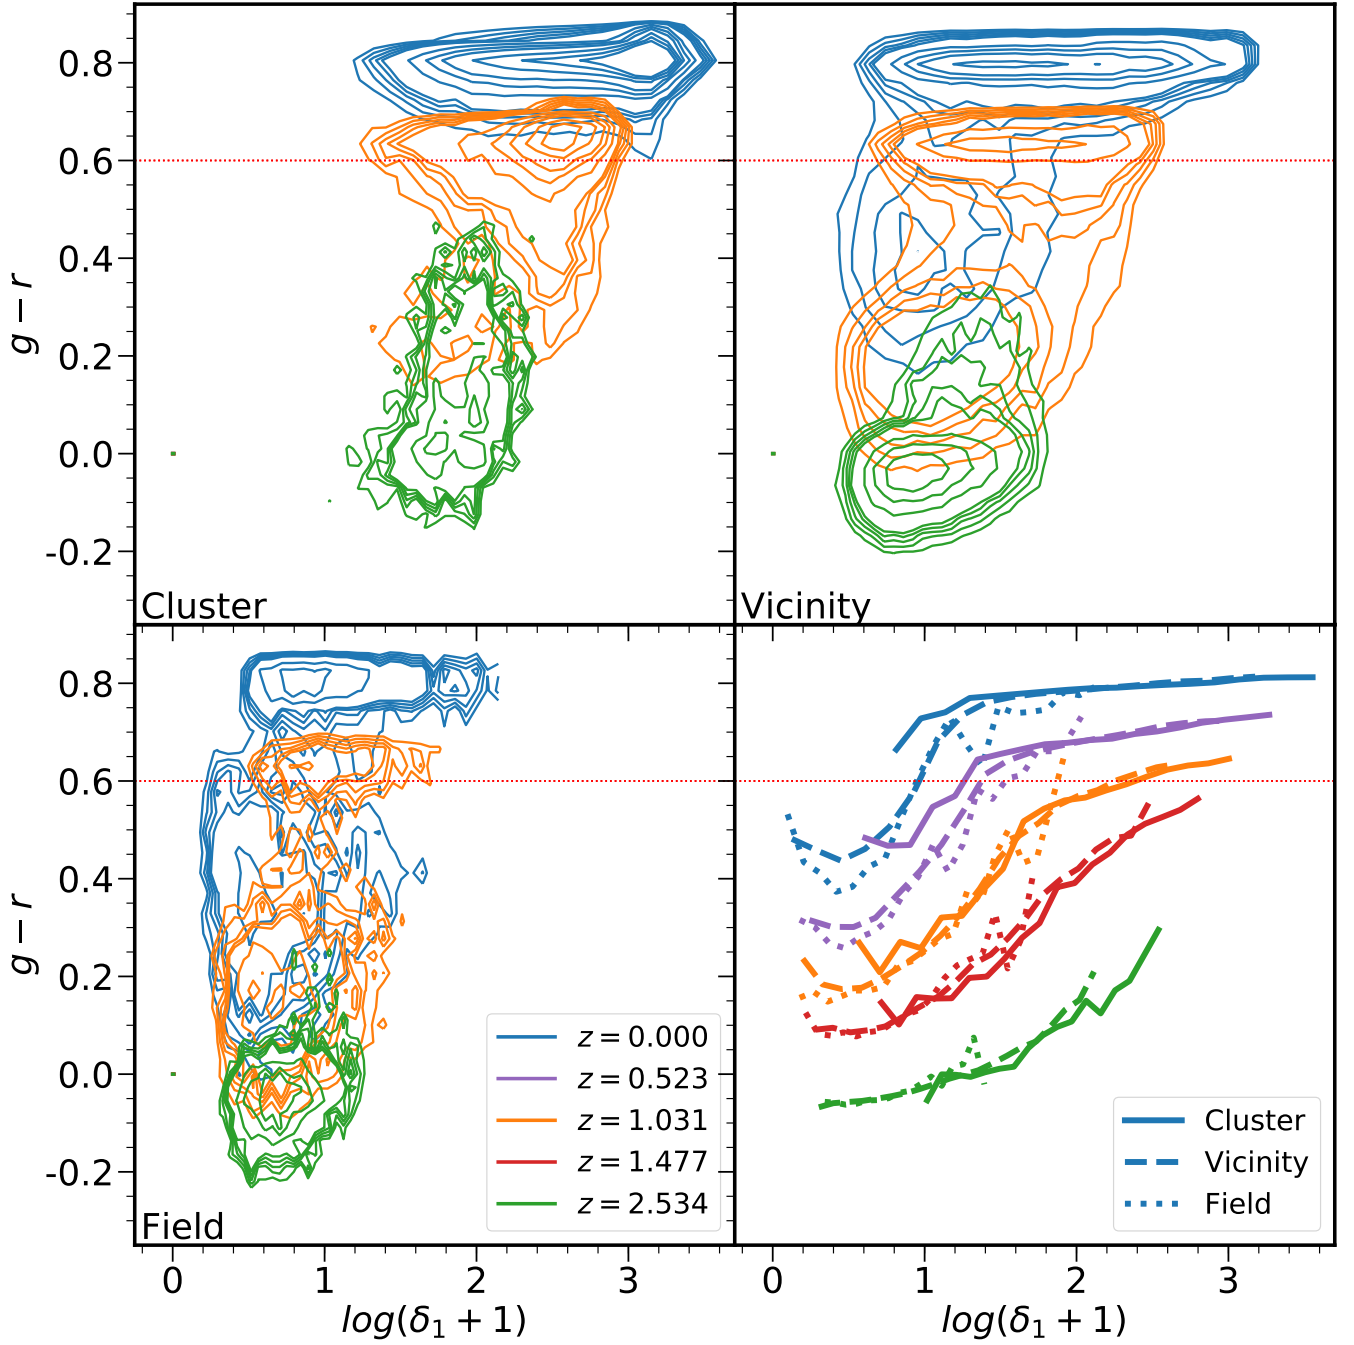 0.8
0.6
0.4
0.2
0.0
-0.2
g − r
Cluster
Vicinity
0.8
0.6
0.4
0.2
0.0
-0.2
g − r
Field
z = 0.000
z = 0.523
z = 1.031
z = 1.477
z = 2.534
Cluster
Vicinity
Field
0 1 2 3
0 1 2 3
log(δ₁ + 1)
log(δ₁ + 1)